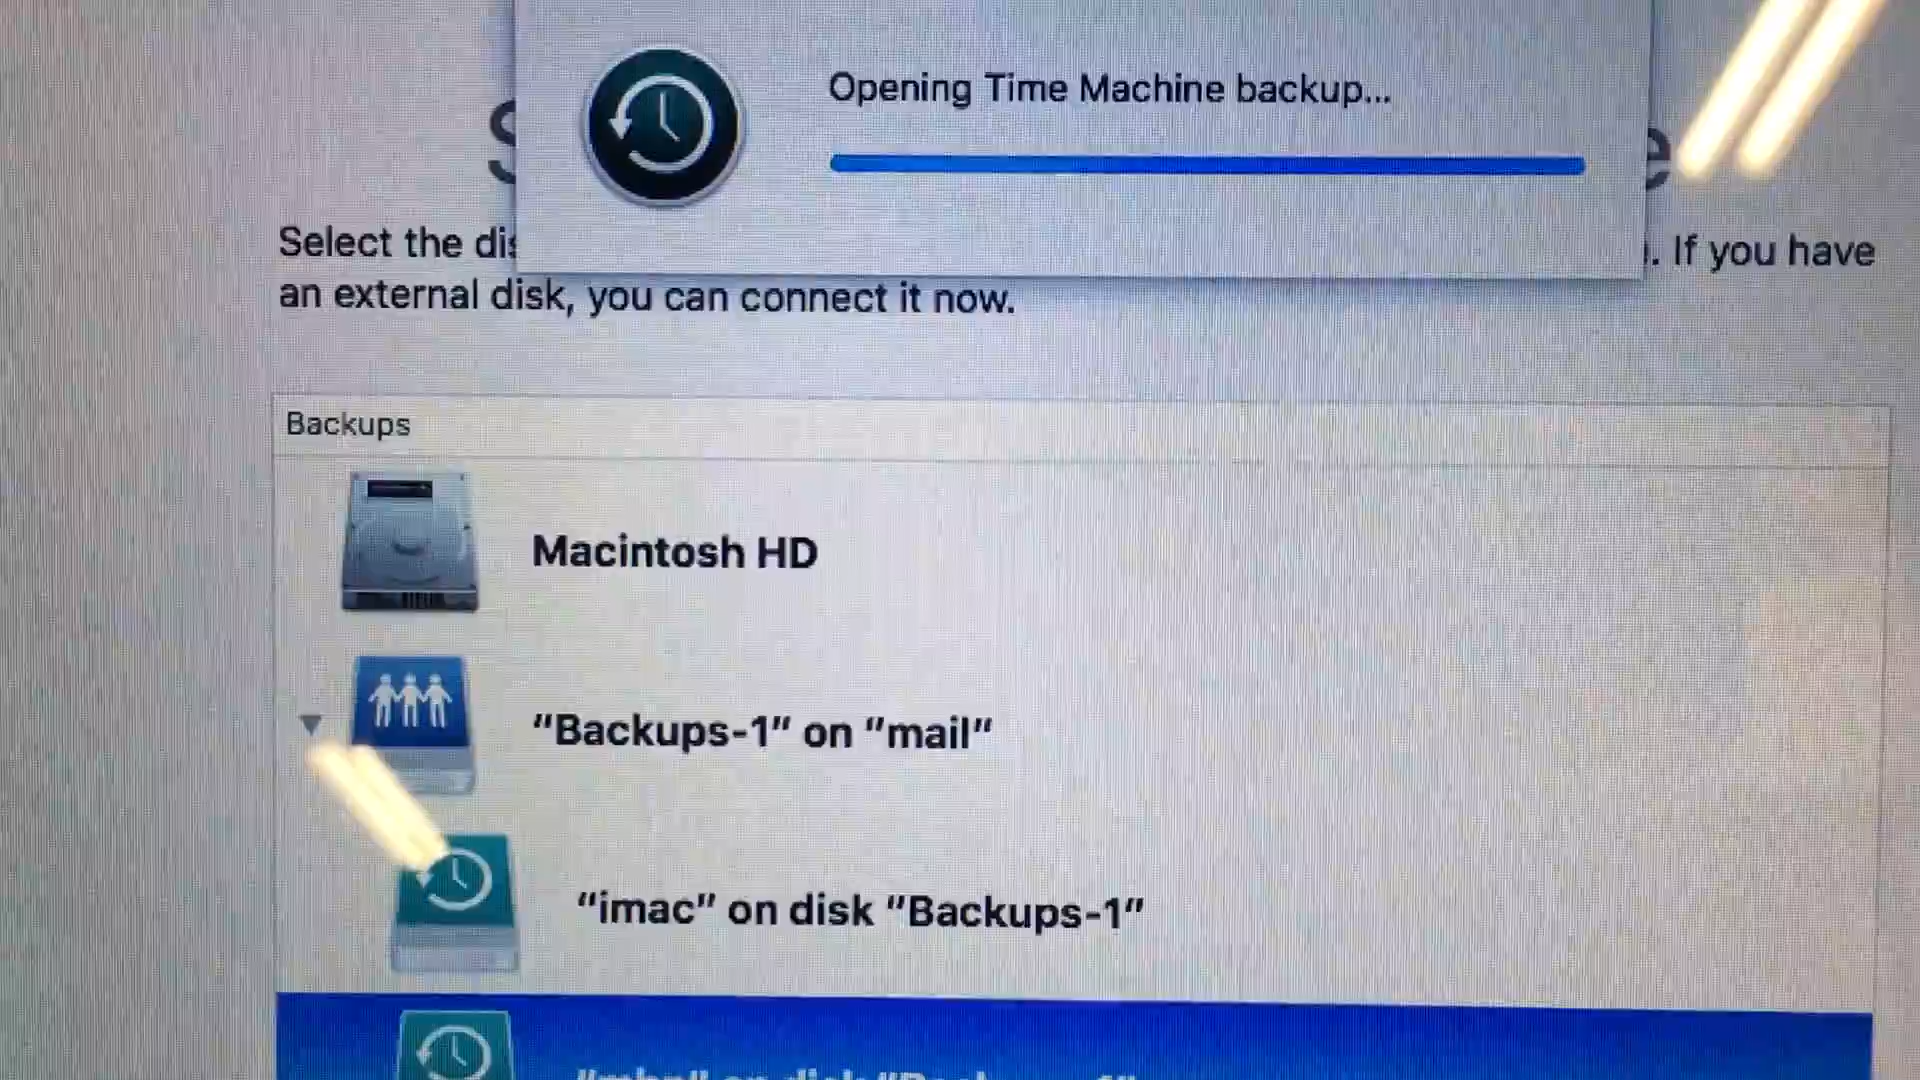 Opening Time Machine backup...
Select the
. If you have
an external disk, you can connect it now.
Backups
Macintosh HD
“Backups-1” on “mail”
“imac” on disk “Backups-1”